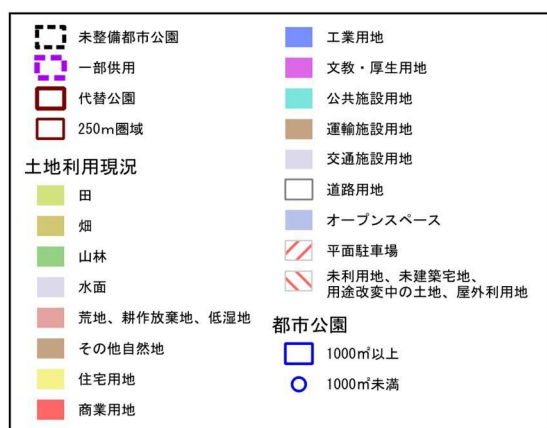 未整備都市公園
一部供用
代替公園
250m圏域
土地利用現況
田
畑
山林
水面
荒地、耕作放棄地、低湿地
その他自然地
住宅用地
商業用地
工業用地
文教・厚生用地
公共施設用地
運輸施設用地
交通施設用地
道路用地
オープンスペース
平面駐車場
未利用地、未建築宅地、
用途改変中の土地、屋外利用地
都市公園
1000㎡以上
1000㎡未満